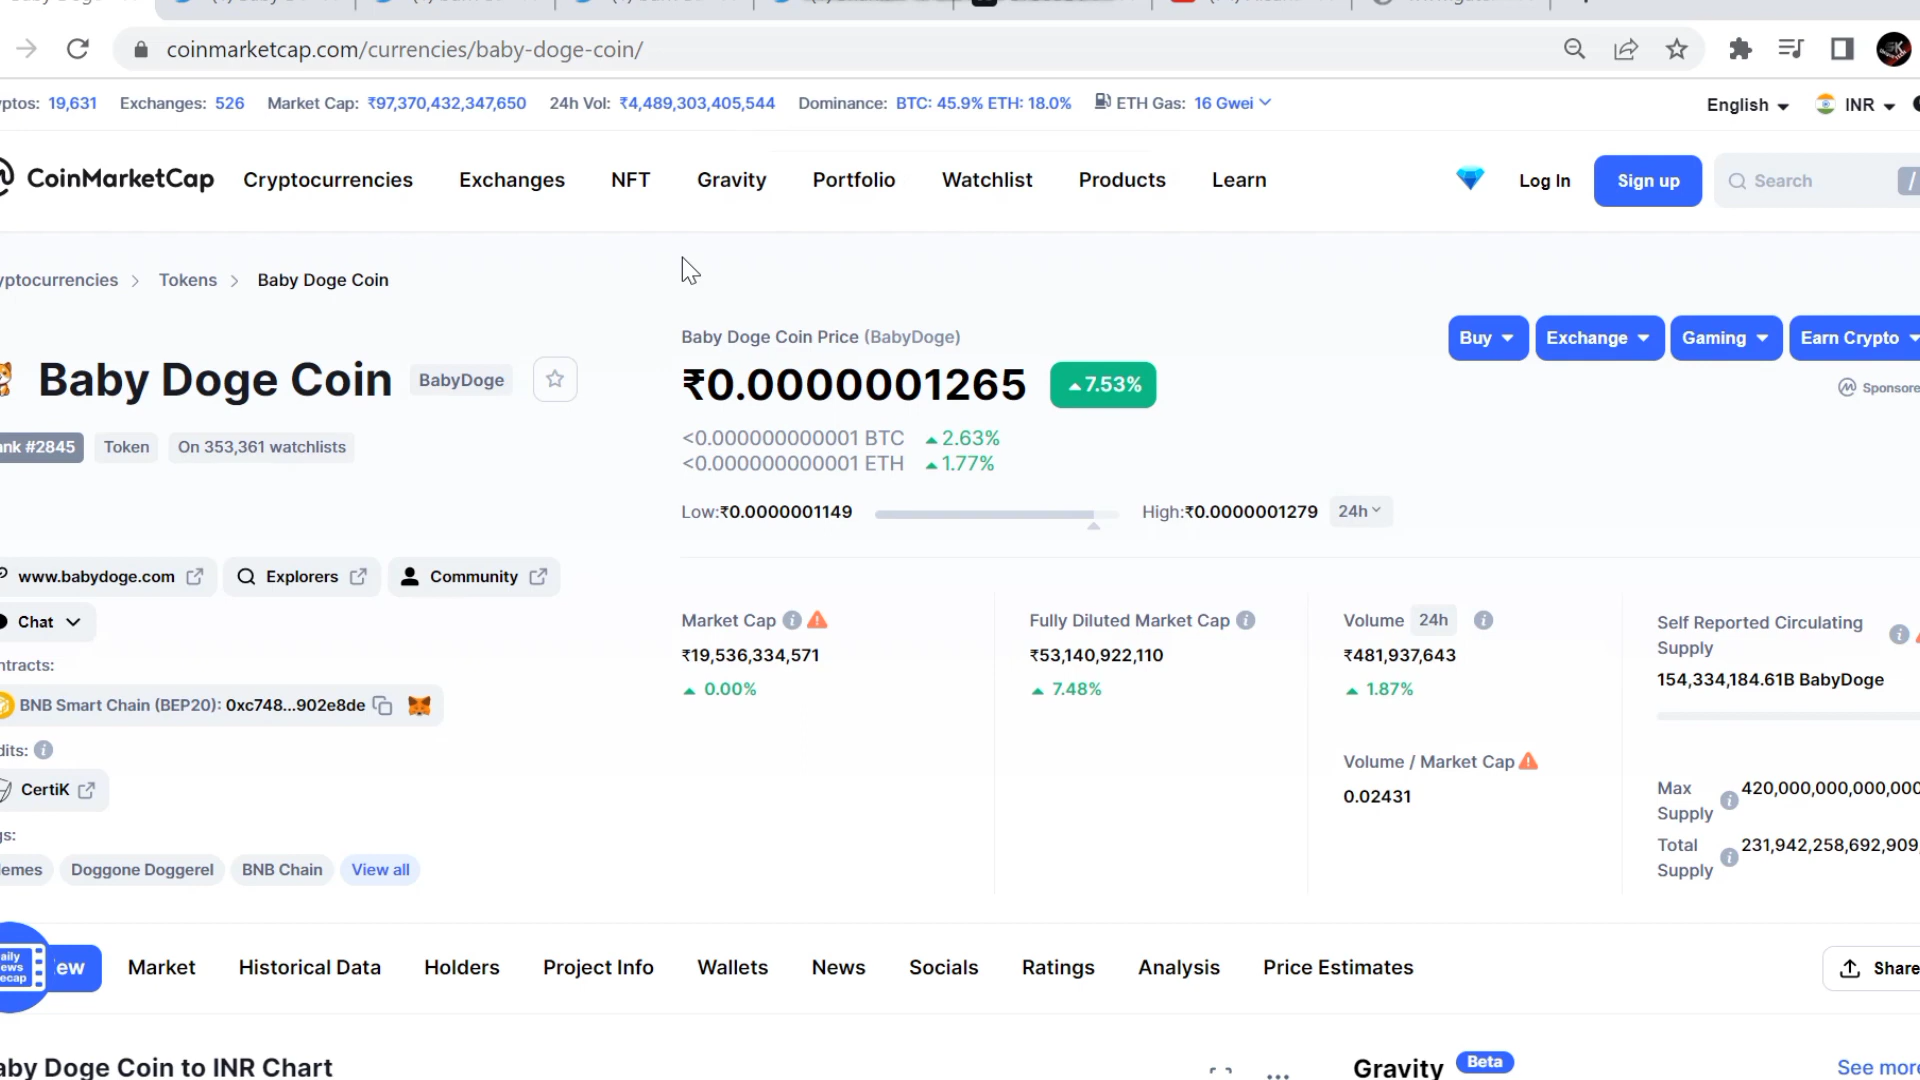 coinmarketcap.com/currencies/baby-doge-coin/
ptos: 19,631 Exchanges: 526 Market Cap: ₹97,370,432,347,650 24h Vol: ₹4,489,303,405,544 Dominance: BTC: 45.9% ETH: 18.0% ETH Gas: 16 Gwei English INR
CoinMarketCap Cryptocurrencies Exchanges NFT Gravity Portfolio Watchlist Products Learn Log In Sign up Search /
yptocurrencies > Tokens > Baby Doge Coin
Baby Doge Coin Price (BabyDoge)
Buy Exchange Gaming Earn Crypto
Baby Doge Coin BabyDoge
₹0.0000001265 7.53%
Sponsore
<0.000000000001 BTC 2.63%
ank #2845 Token On 353,361 watchlists
<0.000000000001 ETH 1.77%
Low:₹0.0000001149 High:₹0.0000001279 24h
www.babydoge.com Explorers Community
Chat
Market Cap Fully Diluted Market Cap Volume 24h Self Reported Circulating Supply
₹19,536,334,571 ₹53,140,922,110 ₹481,937,643 154,334,184.61B BabyDoge
0.00% 7.48% 1.87%
ntracts:
BNB Smart Chain (BEP20): 0xc748...902e8de
dits:
CertiK
Volume / Market Cap
0.02431
Max Supply 420,000,000,000,000
Total Supply 231,942,258,692,909,
gs:
emes Doggone Doggerel BNB Chain View all
aily
ews
ecap
ew Market Historical Data Holders Project Info Wallets News Socials Ratings Analysis Price Estimates Share
aby Doge Coin to INR Chart Gravity Beta See more